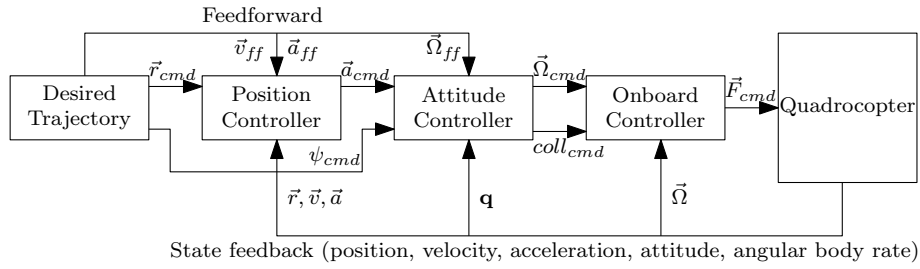 Feedforward
v⃗_ff a⃗_ff Ω⃗_ff
r⃗_cmd a⃗_cmd Ω⃗_cmd F⃗_cmd
Desired
Trajectory
Position
Controller
Attitude
Controller
Onboard
Controller
Quadrocopter
ψ_cmd coll_cmd
r⃗, v⃗, a⃗ q Ω⃗
State feedback (position, velocity, acceleration, attitude, angular body rate)